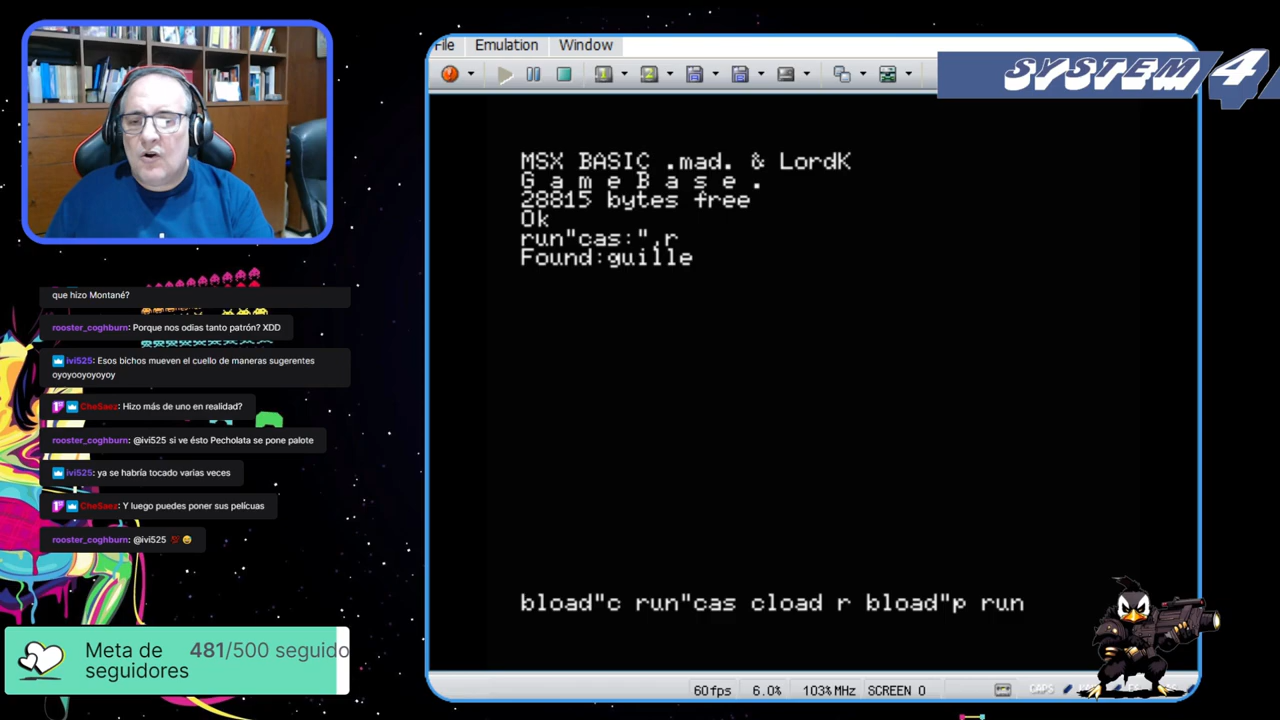 File Emulation Window
SYSTEM 4
MSX BASIC .mad. & LordK
G a m e B a s e .
28815 bytes free
Ok
run"cas:",r
Found:guille
bload"c run"cas cload r bload"p run
60fps 6.0% 103%MHz SCREEN 0
CAPS
que hizo Montané?
rooster_coghburn: Porque nos odias tanto patrón? XDD
ivi525: Esos bichos mueven el cuello de maneras sugerentes
oyoyooyoyoyoy
CheSaez: Hizo más de uno en realidad?
rooster_coghburn: @ivi525 si ve ésto Pecholata se pone palote
ivi525: ya se habría tocado varias veces
CheSaez: Y luego puedes poner sus pelícuas
rooster_coghburn: @ivi525 💯 😅
Meta de
seguidores
481/500 seguido